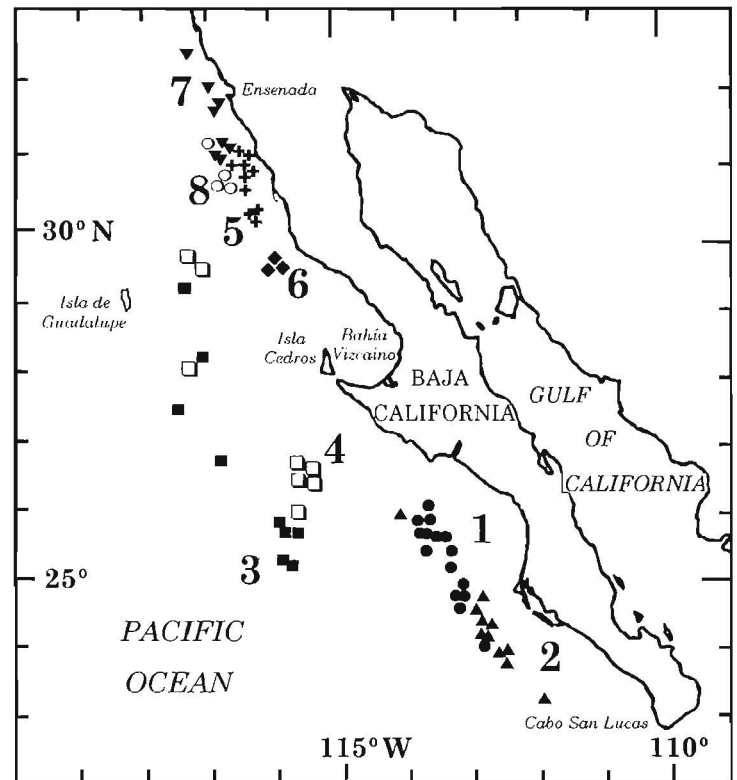 7
Ensenada
8
30° N
5
6
Isla de
Guadalupe
Isla
Cedros
Bahía
Vizcaino
BAJA
CALIFORNIA
GULF
OF
CALIFORNIA
4
1
3
25°
2
PACIFIC
OCEAN
Cabo San Lucas
115° W
110°